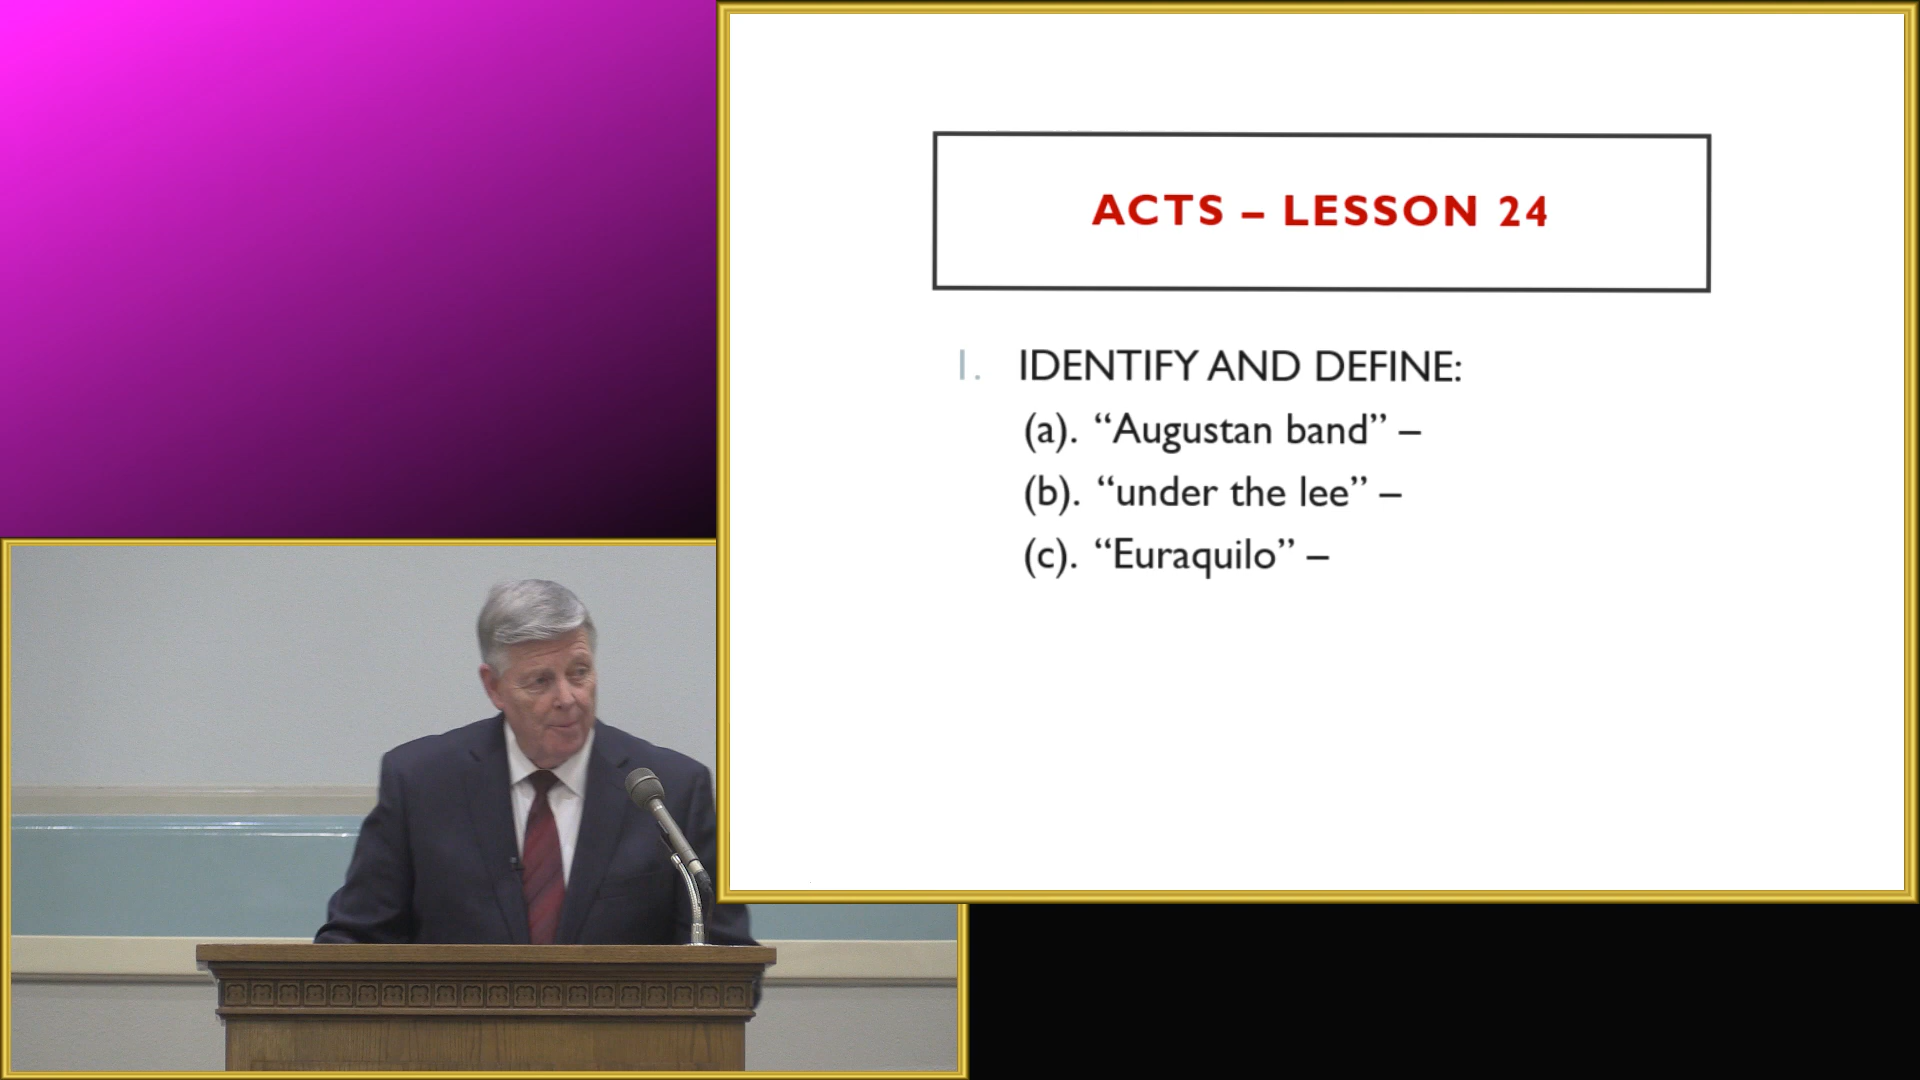 ACTS – LESSON 24
1. IDENTIFY AND DEFINE:
(a). “Augustan band” –
(b). “under the lee” –
(c). “Euraquilo” –